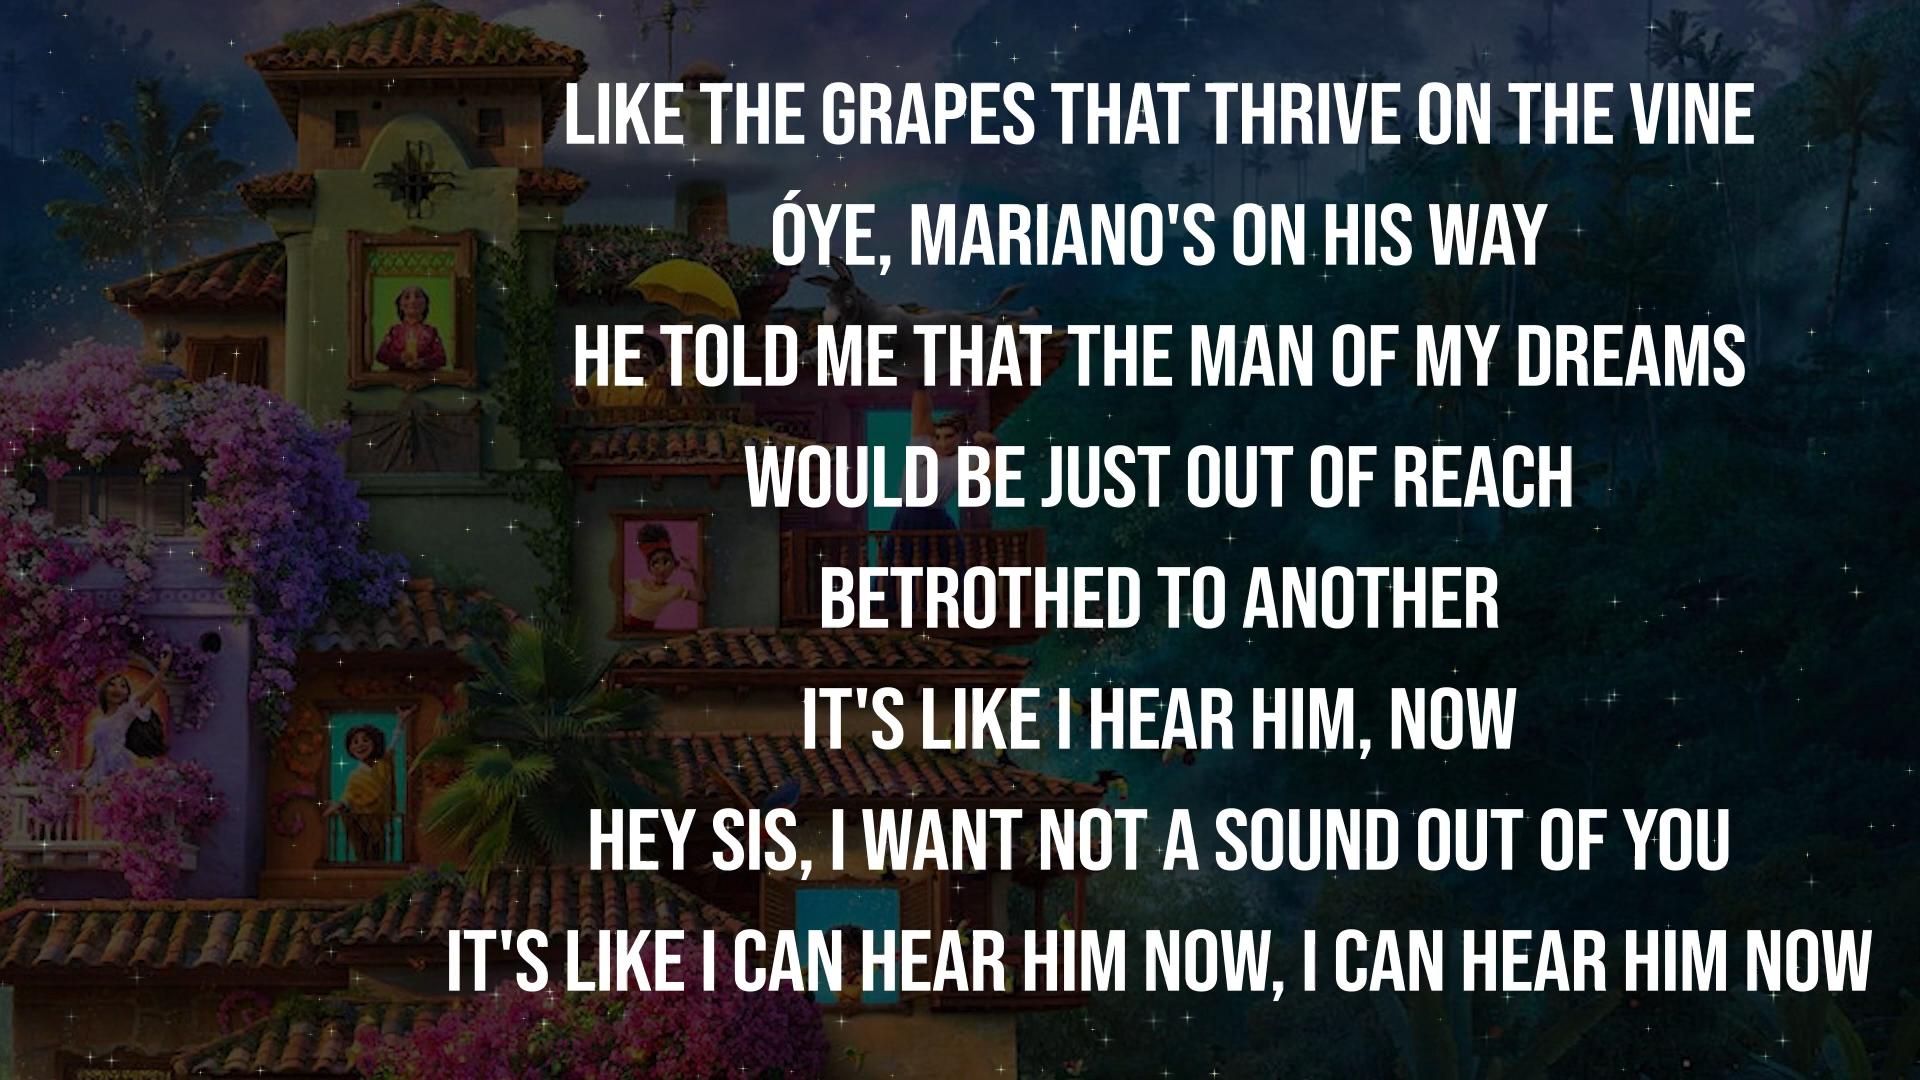 LIKE THE GRAPES THAT THRIVE ON THE VINE
ÓYE, MARIANO'S ON HIS WAY
HE TOLD ME THAT THE MAN OF MY DREAMS
WOULD BE JUST OUT OF REACH
BETROTHED TO ANOTHER
IT'S LIKE I HEAR HIM, NOW
HEY SIS, I WANT NOT A SOUND OUT OF YOU
IT'S LIKE I CAN HEAR HIM NOW, I CAN HEAR HIM NOW